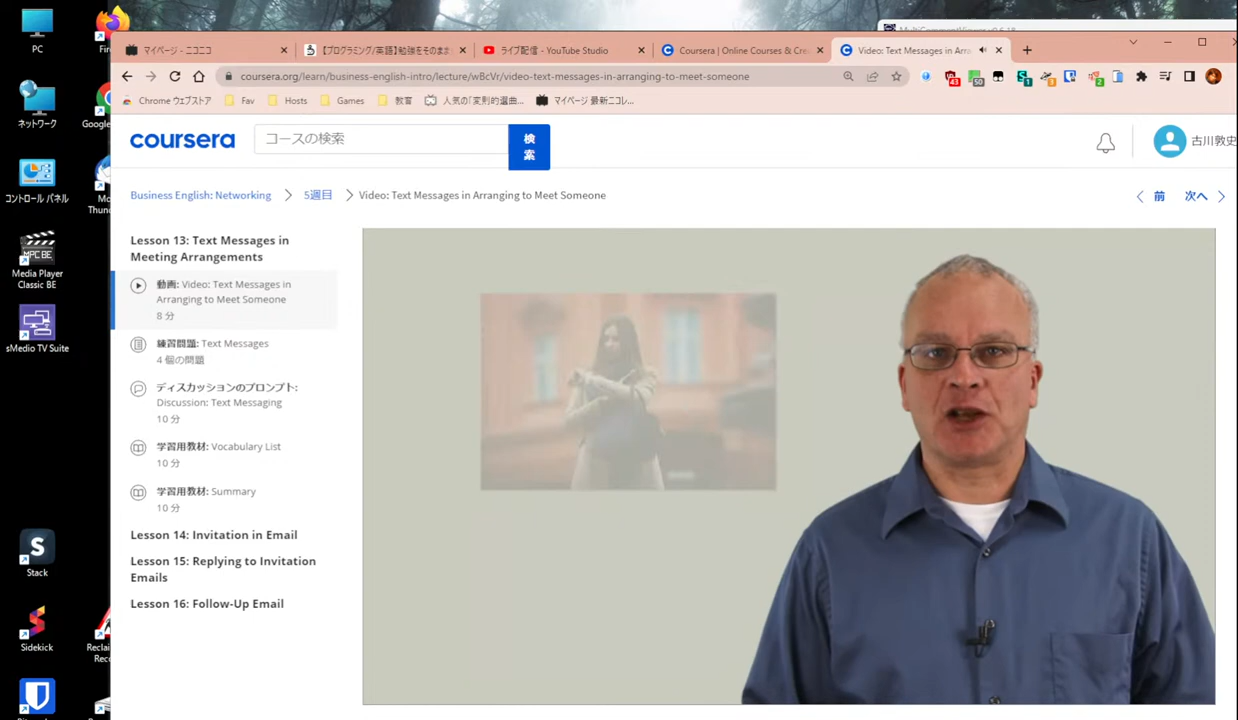 PC
ネットワーク
コントロール パネル
Media Player
Classic BE
sMedio TV Suite
Stack
Sidekick
マイページ - ニコニコ
【プログラミング/英語】勉強をそのまま
ライブ配信 - YouTube Studio
Coursera | Online Courses & Cre
Video: Text Messages in Arra
coursera.org/learn/business-english-intro/lecture/wBcVr/video-text-messages-in-arranging-to-meet-someone
Chrome ウェブストア
Fav
Hosts
Games
教育
人気の「変則的選曲...
マイページ 最新ニコレ...
coursera
コースの検索
検索
古川敦史
Business English: Networking
5週目
Video: Text Messages in Arranging to Meet Someone
前
次へ
Lesson 13: Text Messages in
Meeting Arrangements
動画: Video: Text Messages in
Arranging to Meet Someone
8 分
練習問題: Text Messages
4 個の問題
ディスカッションのプロンプト:
Discussion: Text Messaging
10 分
学習用教材: Vocabulary List
10 分
学習用教材: Summary
10 分
Lesson 14: Invitation in Email
Lesson 15: Replying to Invitation
Emails
Lesson 16: Follow-Up Email